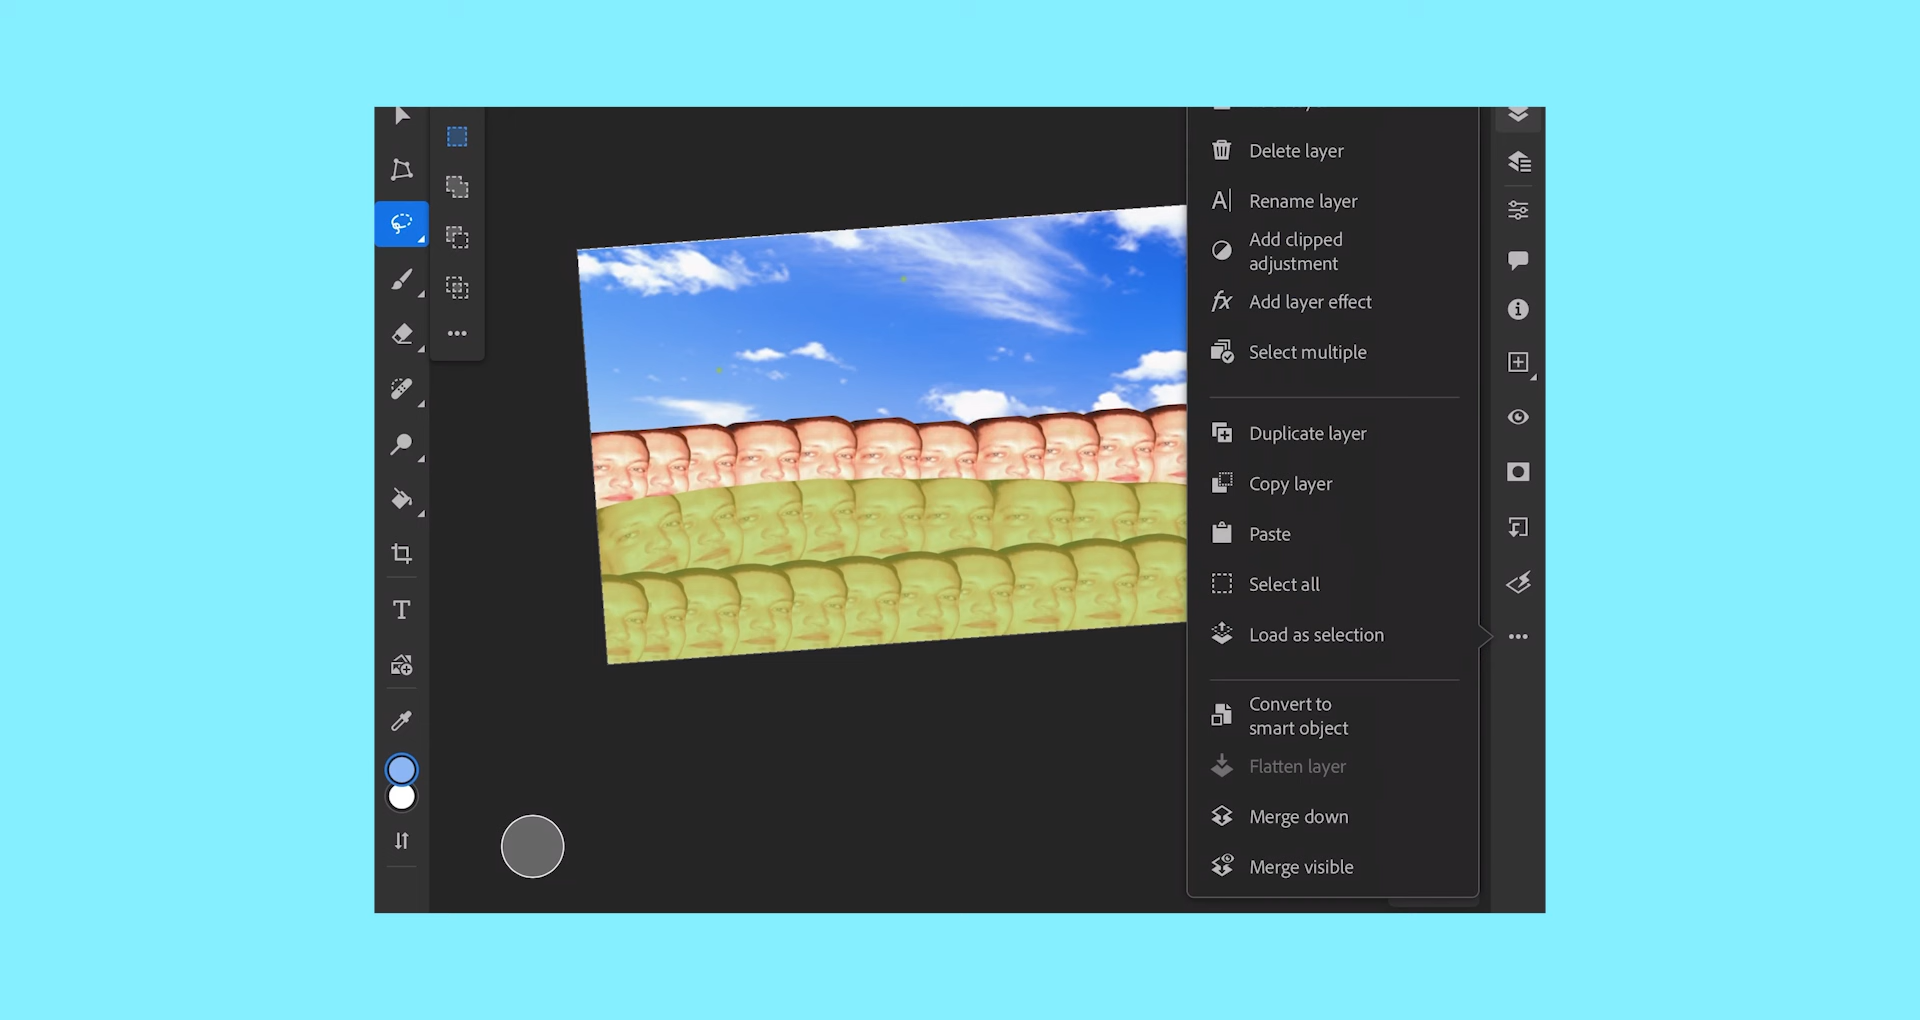 Delete layer
Rename layer
Add clipped
adjustment
Add layer effect
Select multiple
Duplicate layer
Copy layer
Paste
Select all
Load as selection
Convert to
smart object
Flatten layer
Merge down
Merge visible